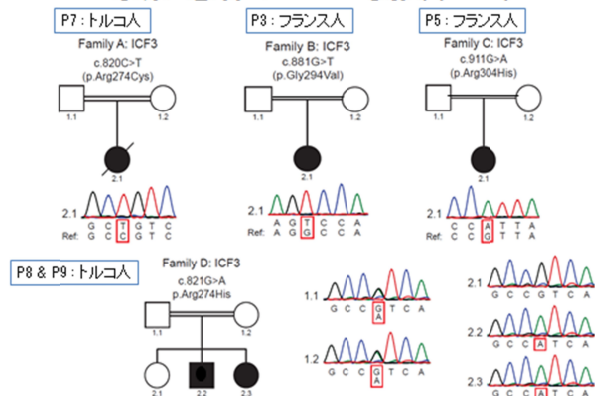 P7：トルコ人
P3：フランス人
P5：フランス人
Family A: ICF3
c.820C>T
(p.Arg274Cys)
1.1
1.2
2.1
2.1
G C T G T C
Ref: G C C G T C
Family B: ICF3
c.881G>T
(p.Gly294Val)
1.1
1.2
2.1
2.1
A G T C C A
Ref: A G G C C A
Family C: ICF3
c.911G>A
(p.Arg304His)
1.1
1.2
2.1
2.1
C C A T T A
Ref: C C G T T A
P8 & P9：トルコ人
Family D: ICF3
c.821G>A
p.Arg274His
1.1
1.2
2.1
2.2
2.3
1.1
G C C G T C A
A
1.2
G C C G T C A
A
2.1
G C C G T C A
2.2
G C C A T C A
2.3
G C C A T C A